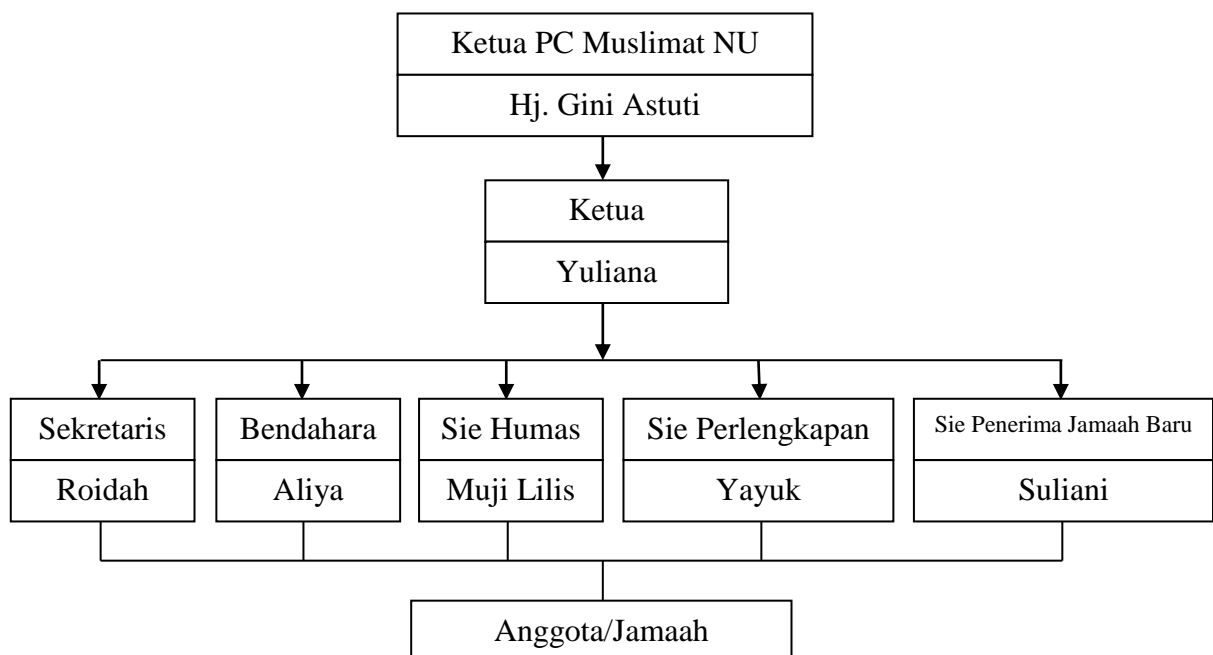 Ketua PC Muslimat NU
Hj. Gini Astuti
Ketua
Yuliana
Sekretaris
Roidah
Bendahara
Aliya
Sie Humas
Muji Lilis
Sie Perlengkapan
Yayuk
Sie Penerima Jamaah Baru
Suliani
Anggota/Jamaah